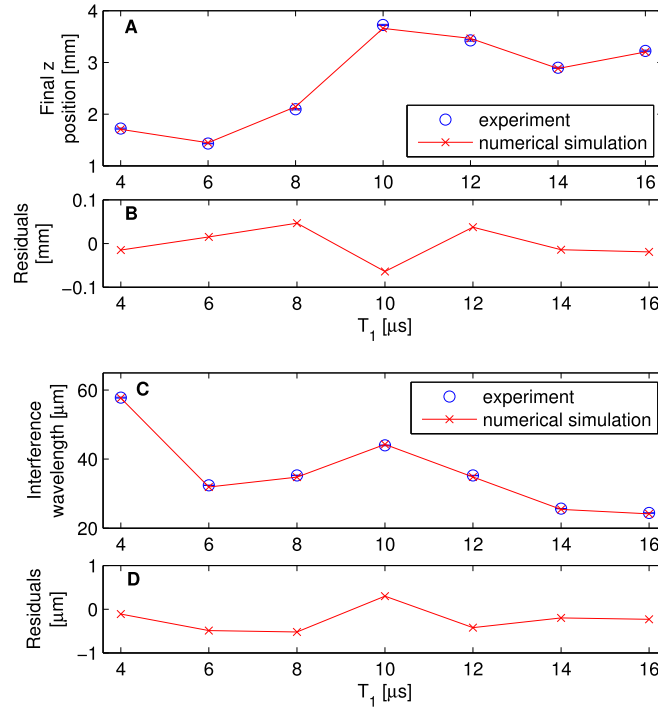 A
Final z
position [mm]
4
3
2
1
experiment
numerical simulation
4 6 8 10 12 14 16
B
Residuals
[mm]
0.1
0
−0.1
4 6 8 10 12 14 16
T1 [μs]
C
Interference
wavelength [μm]
60
40
20
experiment
numerical simulation
4 6 8 10 12 14 16
D
Residuals
[μm]
1
0
−1
4 6 8 10 12 14 16
T1 [μs]